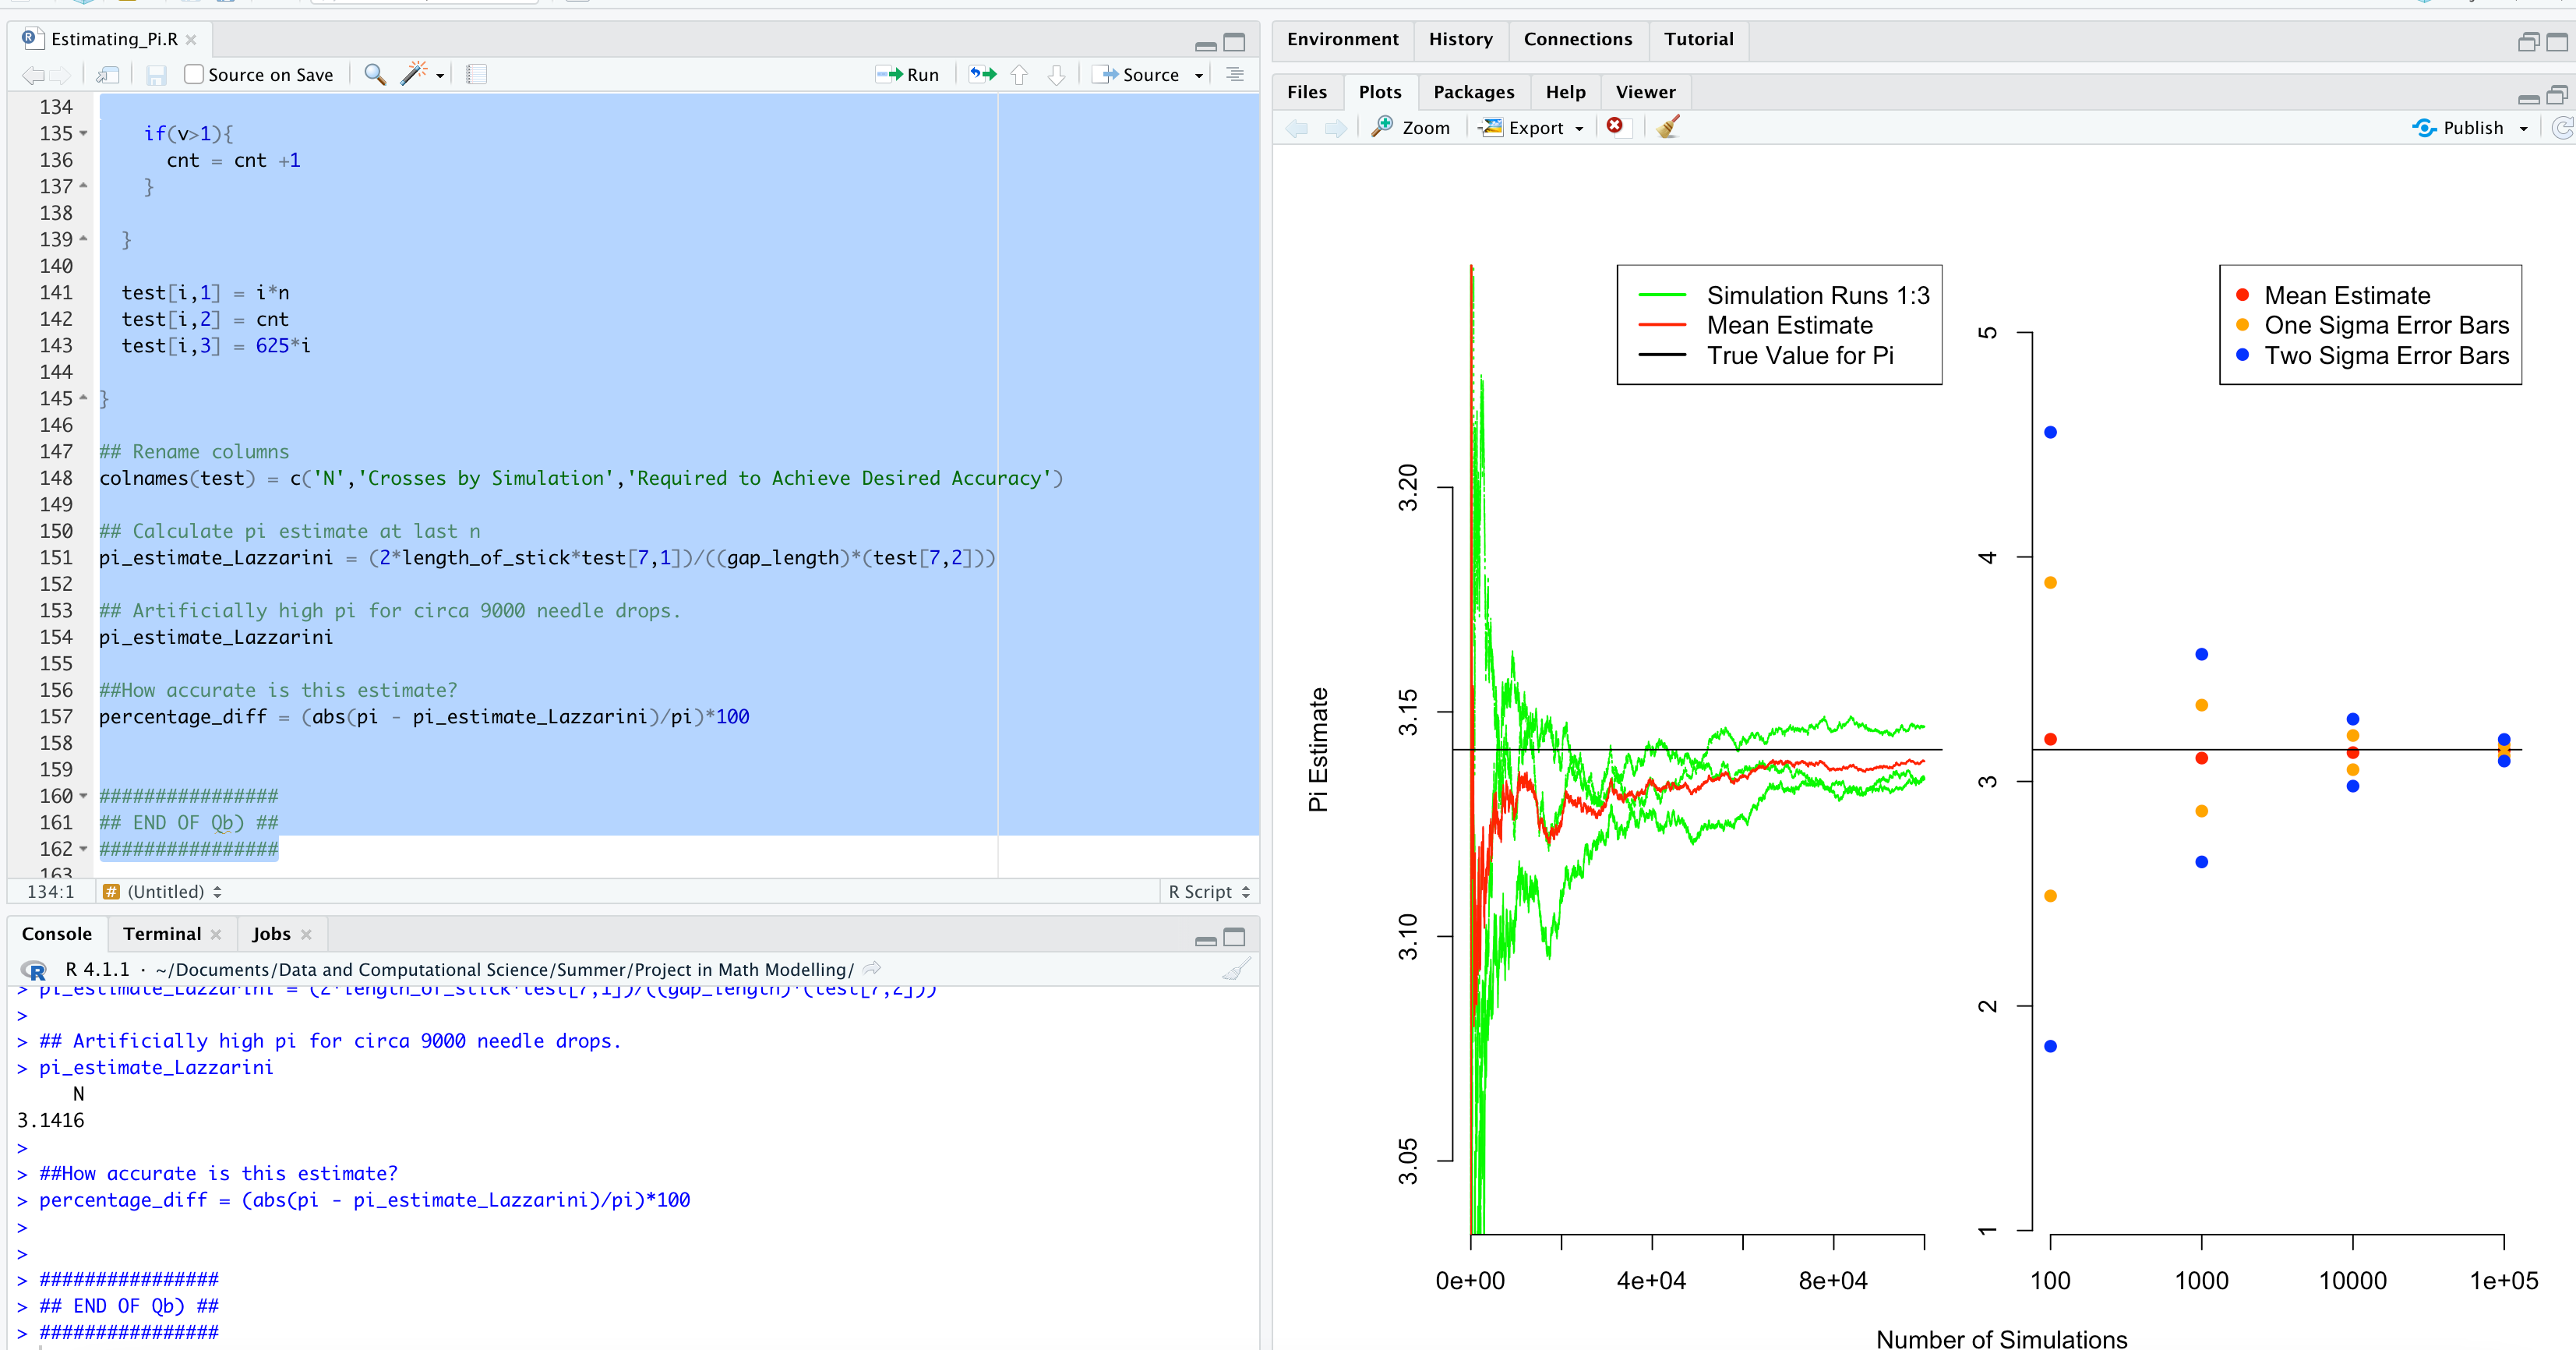 Estimating_Pi.R
Source on Save
Run
Source
134
135 if(v>1){
136 cnt = cnt +1
137 }
138
139 }
140
141 test[i,1] = i*n
142 test[i,2] = cnt
143 test[i,3] = 625*i
144
145 }
146
147 ## Rename columns
148 colnames(test) = c('N','Crosses by Simulation','Required to Achieve Desired Accuracy')
149
150 ## Calculate pi estimate at last n
151 pi_estimate_Lazzarini = (2*length_of_stick*test[7,1])/((gap_length)*(test[7,2]))
152
153 ## Artificially high pi for circa 9000 needle drops.
154 pi_estimate_Lazzarini
155
156 ##How accurate is this estimate?
157 percentage_diff = (abs(pi - pi_estimate_Lazzarini)/pi)*100
158
159
160 ################
161 ## END OF Qb) ##
162 ################
163
134:1 # (Untitled) R Script
Console Terminal Jobs
R 4.1.1 · ~/Documents/Data and Computational Science/Summer/Project in Math Modelling/
> pi_estimate_Lazzarini = (2*length_of_stick*test[7,1])/((gap_length)*(test[7,2]))
>
> ## Artificially high pi for circa 9000 needle drops.
> pi_estimate_Lazzarini
N
3.1416
>
> ##How accurate is this estimate?
> percentage_diff = (abs(pi - pi_estimate_Lazzarini)/pi)*100
>
>
> ################
> ## END OF Qb) ##
> ################
Environment History Connections Tutorial
Files Plots Packages Help Viewer
Zoom Export Publish
Simulation Runs 1:3
Mean Estimate
True Value for Pi
Pi Estimate
3.20
3.15
3.10
3.05
0e+00 4e+04 8e+04
Mean Estimate
One Sigma Error Bars
Two Sigma Error Bars
5
4
3
2
1
100 1000 10000 1e+05
Number of Simulations